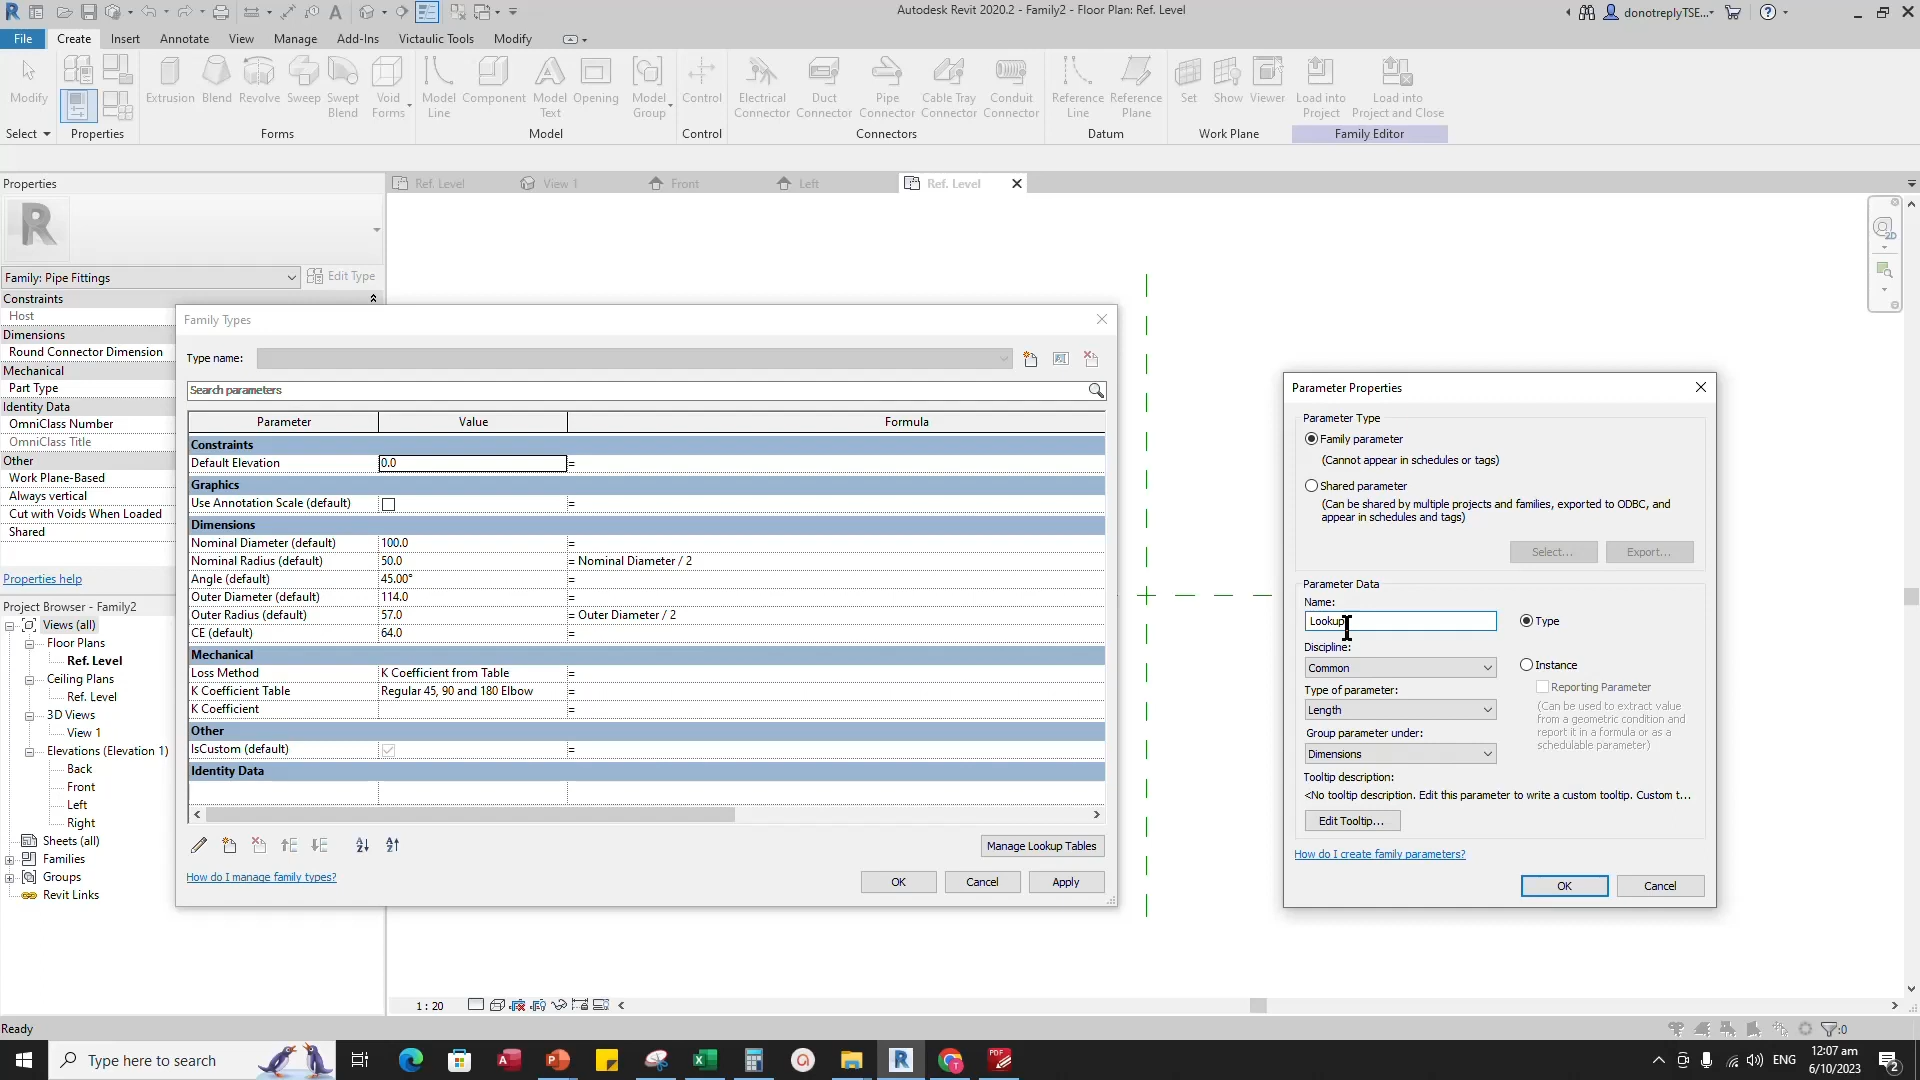 Autodesk Revit 2020.2 - Family2 - Floor Plan: Ref. Level
donotreplyTSE...
File
Create
Insert
Annotate
View
Manage
Add-Ins
Victaulic Tools
Modify
Modify
Extrusion
Blend
Revolve
Sweep
Swept
Blend
Void
Forms
Model
Line
Component
Model
Text
Opening
Model
Group
Control
Electrical
Connector
Duct
Connector
Pipe
Connector
Cable Tray
Connector
Conduit
Connector
Reference
Line
Reference
Plane
Set
Show
Viewer
Load into
Project
Load into
Project and Close
Select
Properties
Forms
Model
Control
Connectors
Datum
Work Plane
Family Editor
Properties
Ref. Level
View 1
Front
Left
Ref. Level
Family: Pipe Fittings
Edit Type
Constraints
Host
Dimensions
Round Connector Dimension
Mechanical
Part Type
Identity Data
OmniClass Number
OmniClass Title
Other
Work Plane-Based
Always vertical
Cut with Voids When Loaded
Shared
Properties help
Project Browser - Family2
Views (all)
Floor Plans
Ref. Level
Ceiling Plans
Ref. Level
3D Views
View 1
Elevations (Elevation 1)
Back
Front
Left
Right
Sheets (all)
Families
Groups
Revit Links
Family Types
Type name:
Search parameters
Parameter Value Formula
Constraints
Default Elevation 0.0 =
Graphics
Use Annotation Scale (default) =
Dimensions
Nominal Diameter (default) 100.0 =
Nominal Radius (default) 50.0 = Nominal Diameter / 2
Angle (default) 45.00° =
Outer Diameter (default) 114.0 =
Outer Radius (default) 57.0 = Outer Diameter / 2
CE (default) 64.0 =
Mechanical
Loss Method K Coefficient from Table =
K Coefficient Table Regular 45, 90 and 180 Elbow =
K Coefficient =
Other
IsCustom (default) =
Identity Data
Manage Lookup Tables
How do I manage family types?
OK
Cancel
Apply
Parameter Properties
Parameter Type
Family parameter
(Cannot appear in schedules or tags)
Shared parameter
(Can be shared by multiple projects and families, exported to ODBC, and
appear in schedules and tags)
Select...
Export...
Parameter Data
Name:
Lookup
Type
Discipline:
Common
Instance
Type of parameter:
Reporting Parameter
Length
(Can be used to extract value
from a geometric condition and
report it in a formula or as a
schedulable parameter)
Group parameter under:
Dimensions
Tooltip description:
<No tooltip description. Edit this parameter to write a custom tooltip. Custom t...
Edit Tooltip...
How do I create family parameters?
OK
Cancel
1 : 20
Ready
:0
Type here to search
ENG
12:07 am
6/10/2023
2